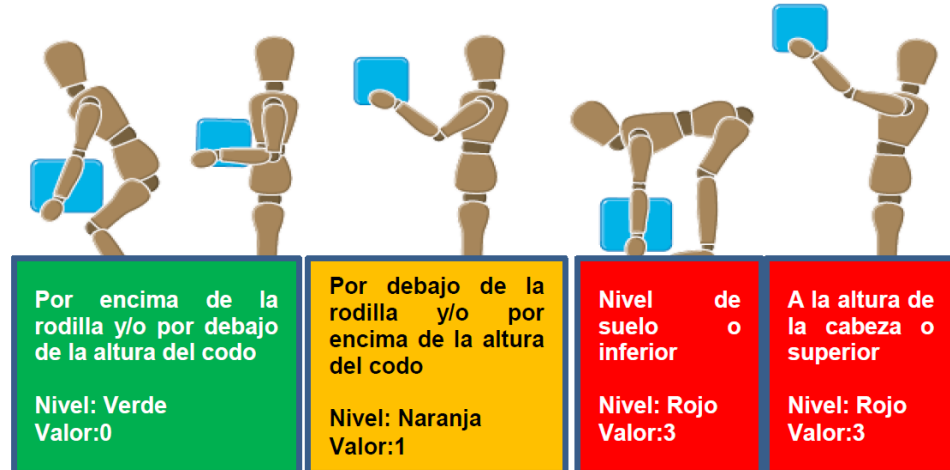 Por encima de la
rodilla y/o por debajo
de la altura del codo
Nivel: Verde
Valor:0
Por debajo de la
rodilla y/o por
encima de la altura
del codo
Nivel: Naranja
Valor:1
Nivel de
suelo o
inferior
Nivel: Rojo
Valor:3
A la altura de
la cabeza o
superior
Nivel: Rojo
Valor:3